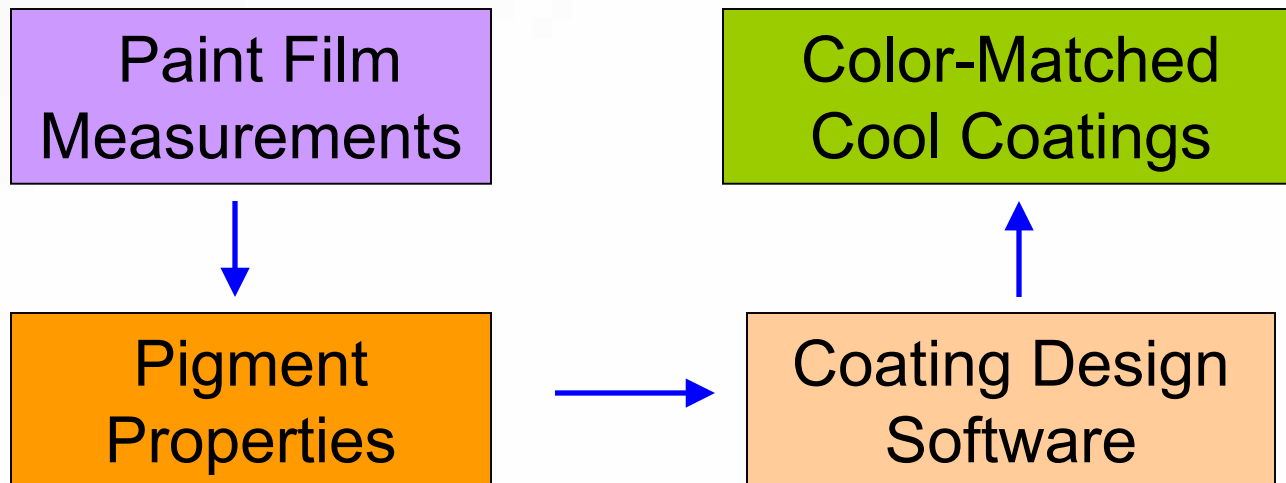 Paint Film
Measurements
Pigment
Properties
Coating Design
Software
Color-Matched
Cool Coatings